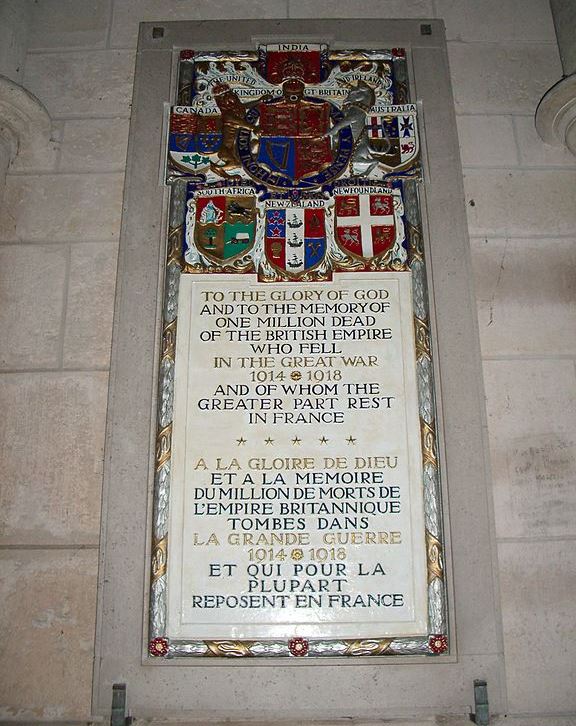 INDIA
THE UNITED KINGDOM OF GT BRITAIN AND IRELAND
CANADA
AUSTRALIA
SOUTH AFRICA
NEW ZEALAND
NEWFOUNDLAND
TO THE GLORY OF GOD
AND TO THE MEMORY OF
ONE MILLION DEAD
OF THE BRITISH EMPIRE
WHO FELL
IN THE GREAT WAR
1914 1918
AND OF WHOM THE
GREATER PART REST
IN FRANCE
A LA GLOIRE DE DIEU
ET A LA MEMOIRE
DU MILLION DE MORTS DE
L'EMPIRE BRITANNIQUE
TOMBES DANS
LA GRANDE GUERRE
1914 1918
ET QUI POUR LA
PLUPART
REPOSENT EN FRANCE